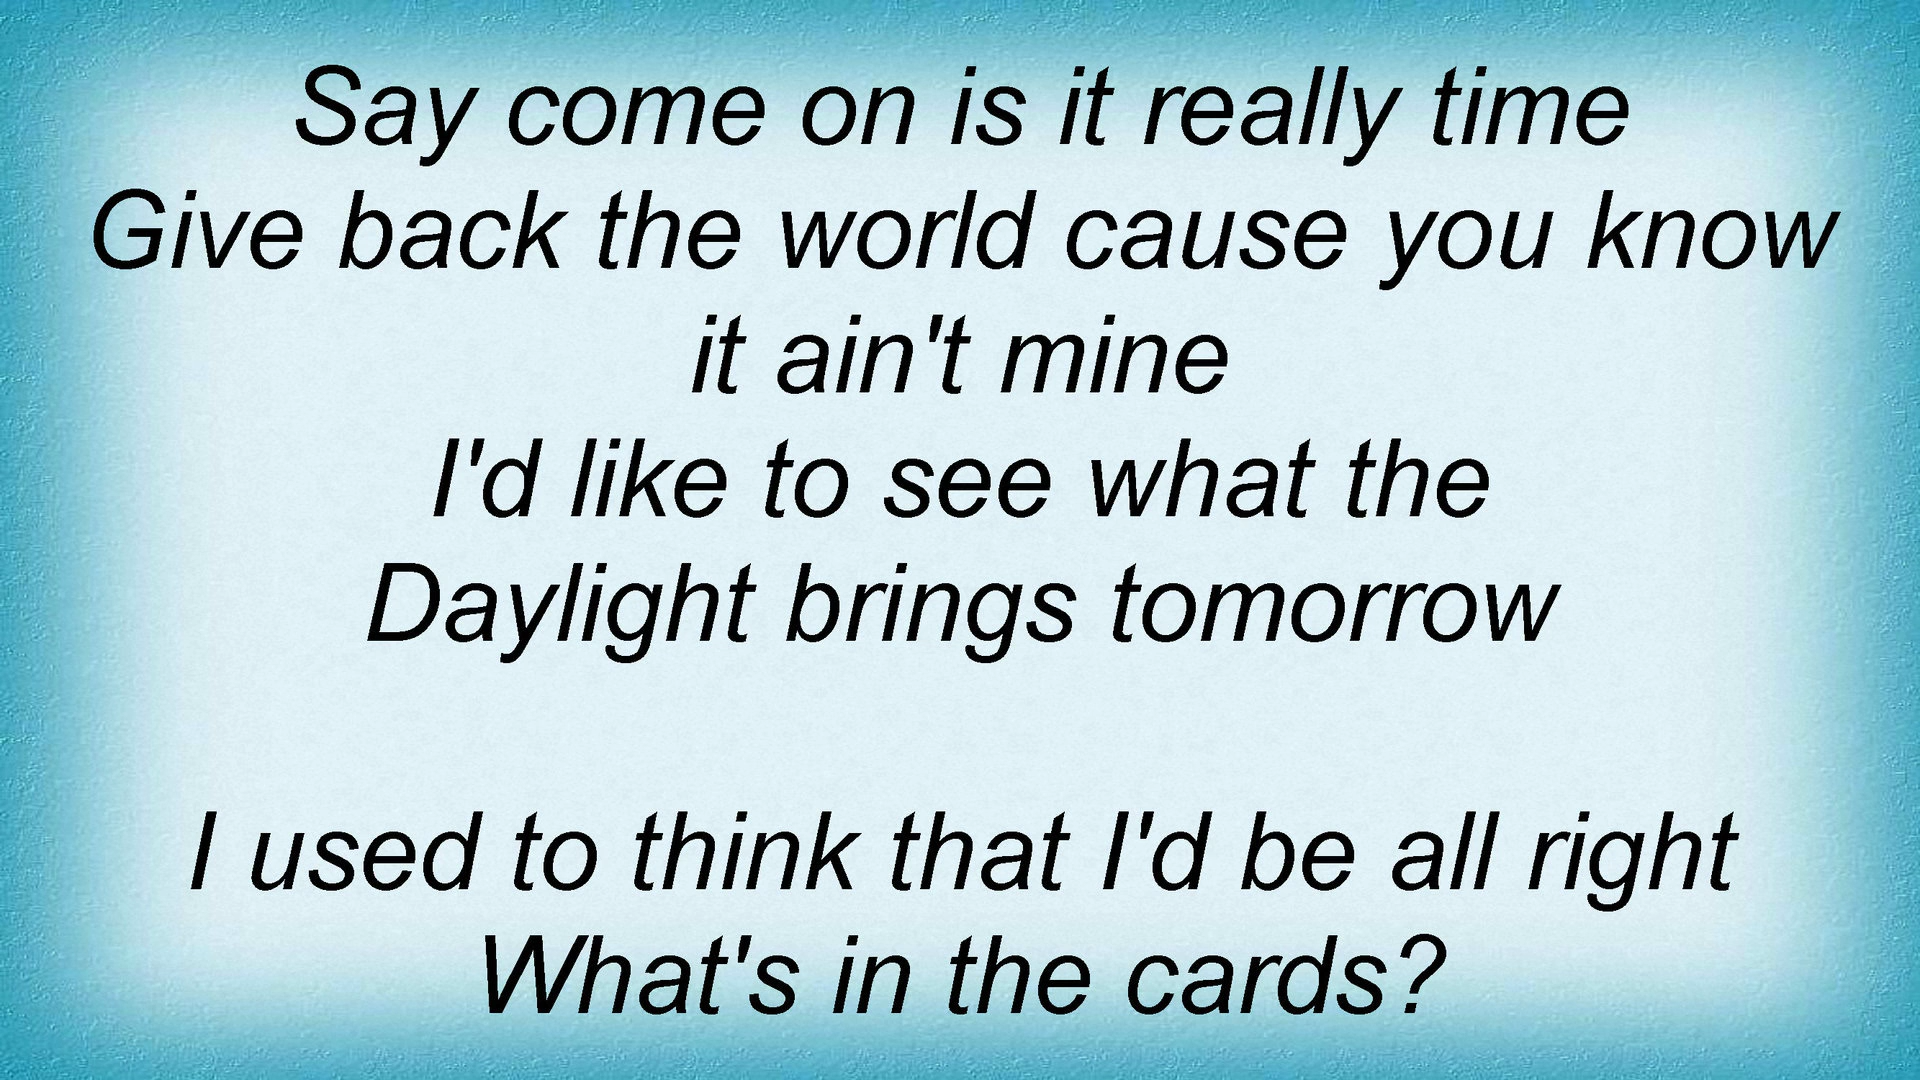 Say come on is it really time
Give back the world cause you know
it ain't mine
I'd like to see what the
Daylight brings tomorrow
I used to think that I'd be all right
What's in the cards?